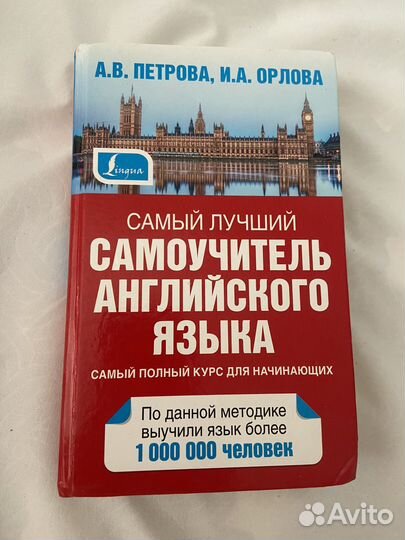 А.В. ПЕТРОВА, И.А. ОРЛОВА
Lingua
САМЫЙ ЛУЧШИЙ
САМОУЧИТЕЛЬ
АНГЛИЙСКОГО
ЯЗЫКА
САМЫЙ ПОЛНЫЙ КУРС ДЛЯ НАЧИНАЮЩИХ
По данной методике
выучили язык более
1 000 000 человек
Avito